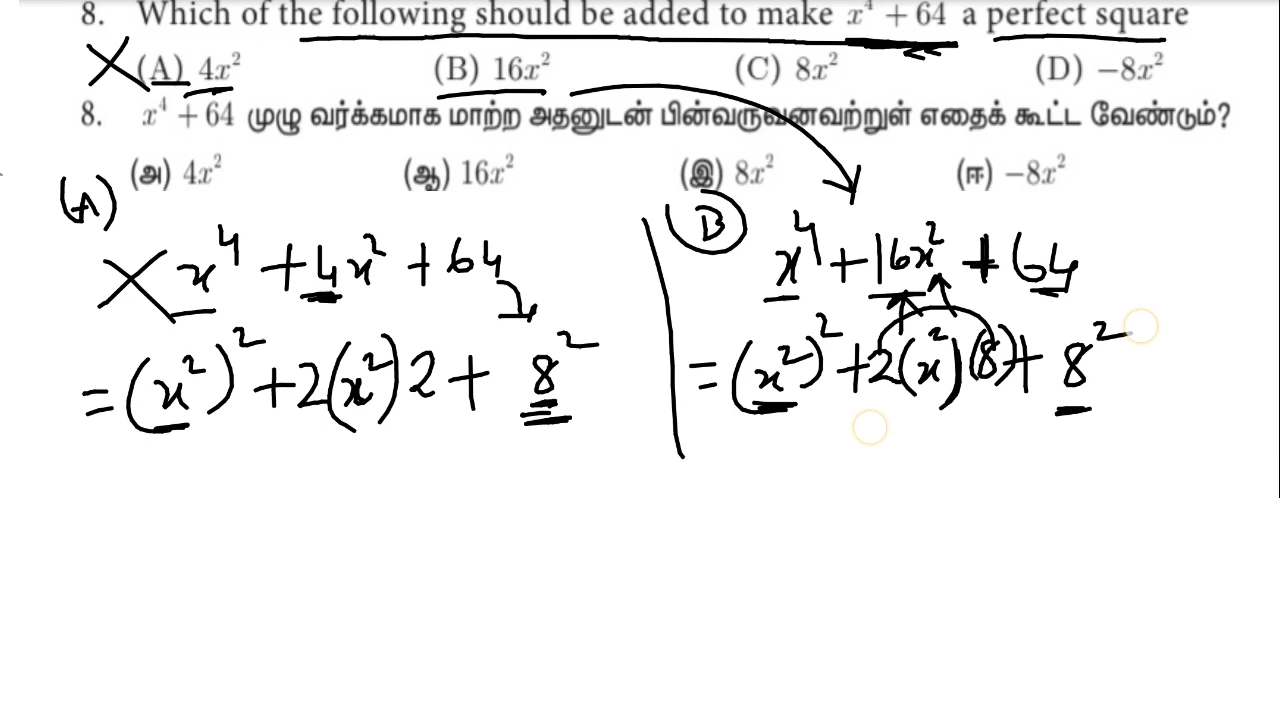 8. Which of the following should be added to make x⁴ + 64 a perfect square
(A) 4x² (B) 16x² (C) 8x² (D) −8x²
8. x⁴ + 64 முழு வர்க்கமாக மாற்ற அதனுடன் பின்வருவனவற்றுள் எதைக் கூட்ட வேண்டும்?
(அ) 4x² (ஆ) 16x² (இ) 8x² (ஈ) −8x²
(A)
x⁴ + 4x² + 64
= (x²)² + 2(x²)2 + 8²
B
x⁴ + 16x² + 64
= (x²)² + 2(x²)(8) + 8²